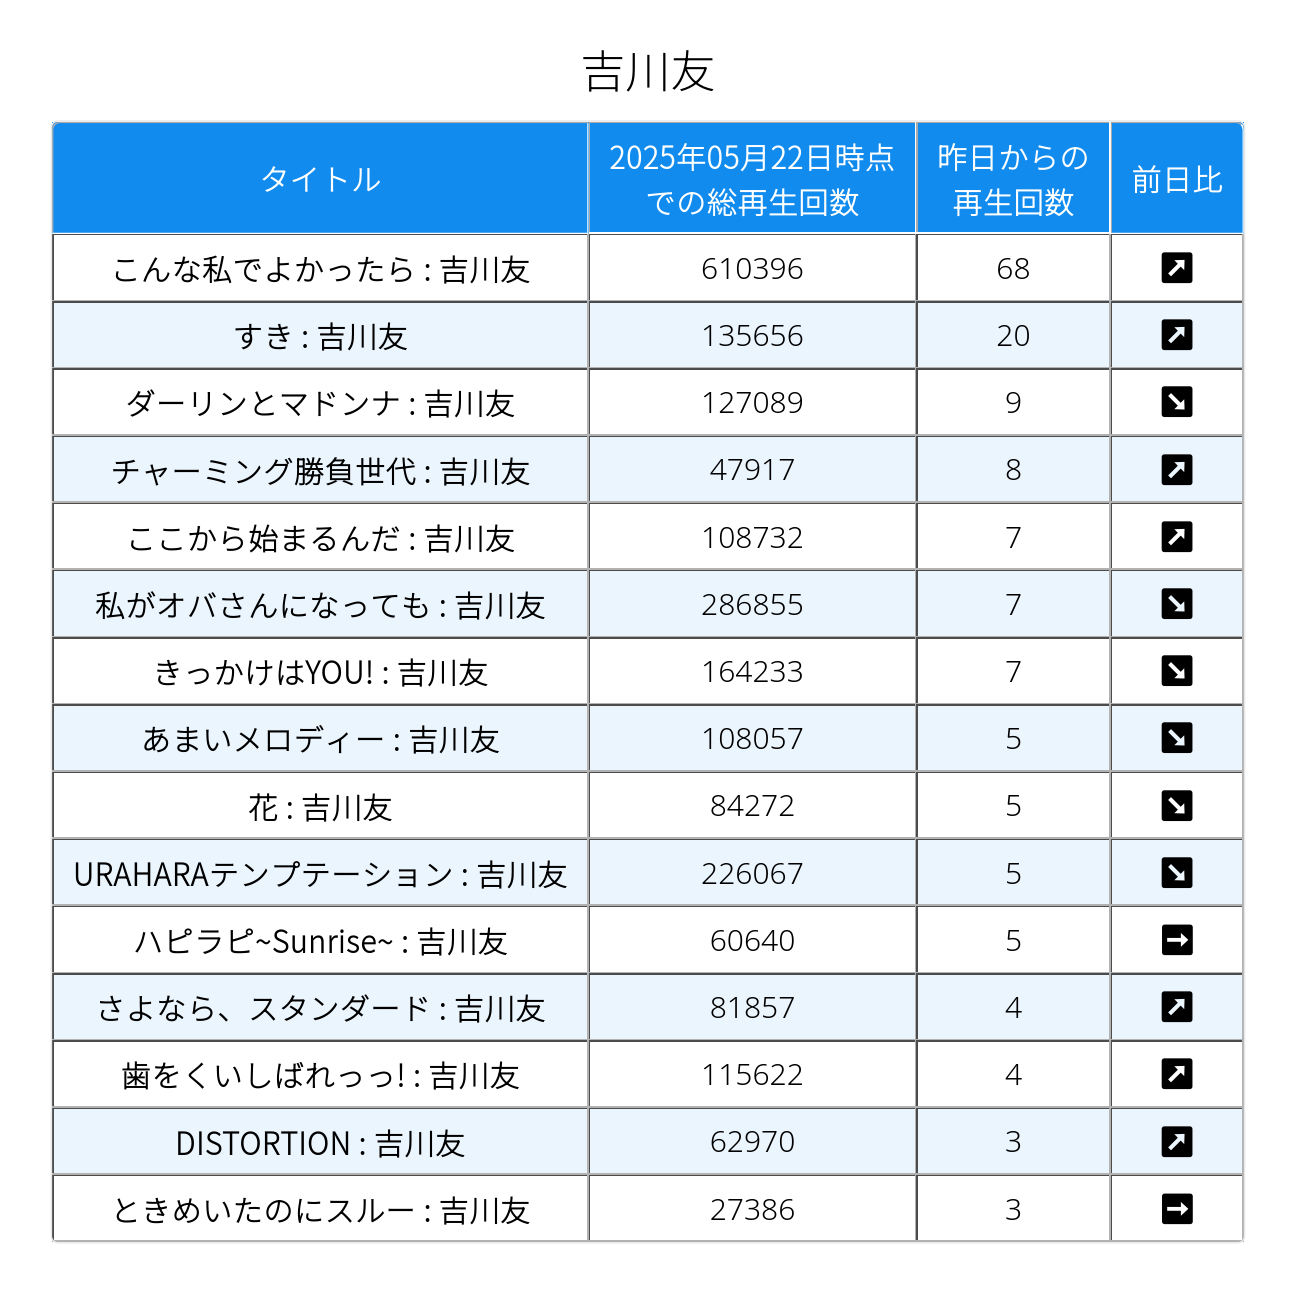 吉川友
タイトル
2025年05月22日時点
での総再生回数
昨日からの
再生回数
前日比
こんな私でよかったら : 吉川友 610396 68
すき : 吉川友 135656 20
ダーリンとマドンナ : 吉川友 127089 9
チャーミング勝負世代 : 吉川友 47917 8
ここから始まるんだ : 吉川友 108732 7
私がオバさんになっても : 吉川友 286855 7
きっかけはYOU! : 吉川友 164233 7
あまいメロディー : 吉川友 108057 5
花 : 吉川友 84272 5
URAHARAテンプテーション : 吉川友 226067 5
ハピラピ~Sunrise~ : 吉川友 60640 5
さよなら、スタンダード : 吉川友 81857 4
歯をくいしばれっっ! : 吉川友 115622 4
DISTORTION : 吉川友 62970 3
ときめいたのにスルー : 吉川友 27386 3